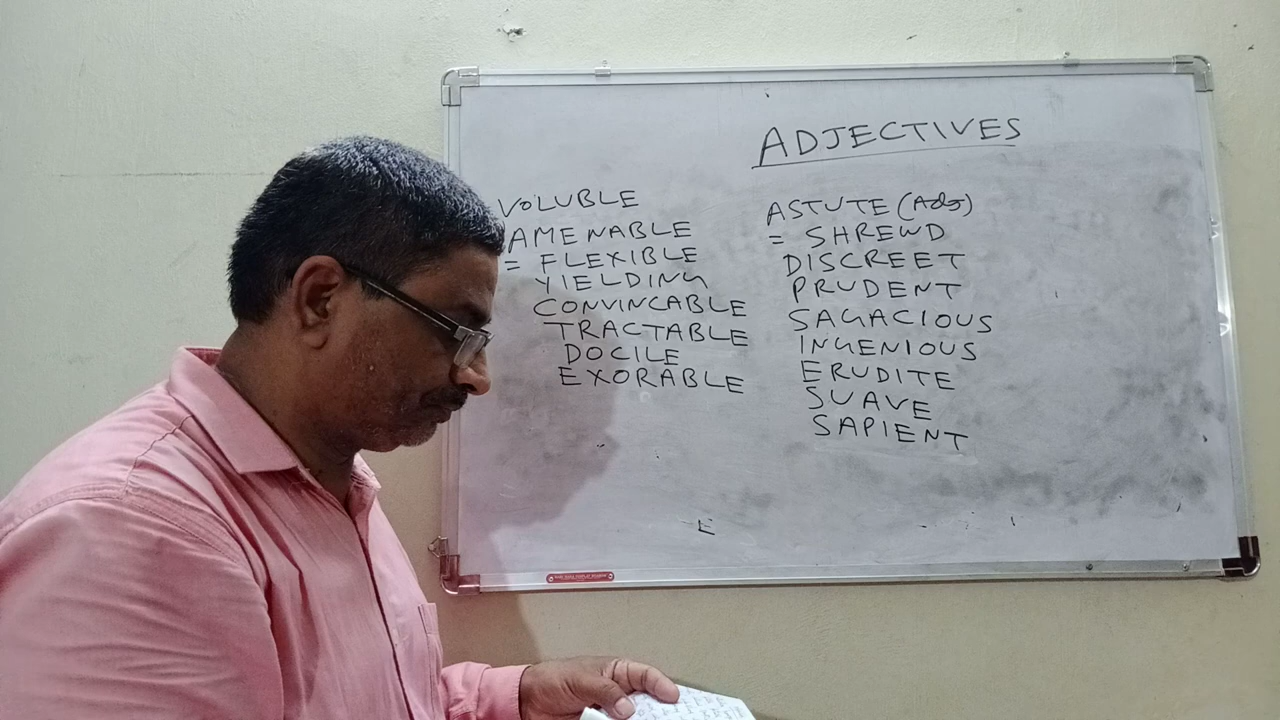 ADJECTIVES
VOLUBLE
AMENABLE
= FLEXIBLE
YIELDING
CONVINCABLE
TRACTABLE
DOCILE
EXORABLE
ASTUTE (Adj)
= SHREWD
DISCREET
PRUDENT
SAGACIOUS
INGENIOUS
ERUDITE
SUAVE
SAPIENT
E